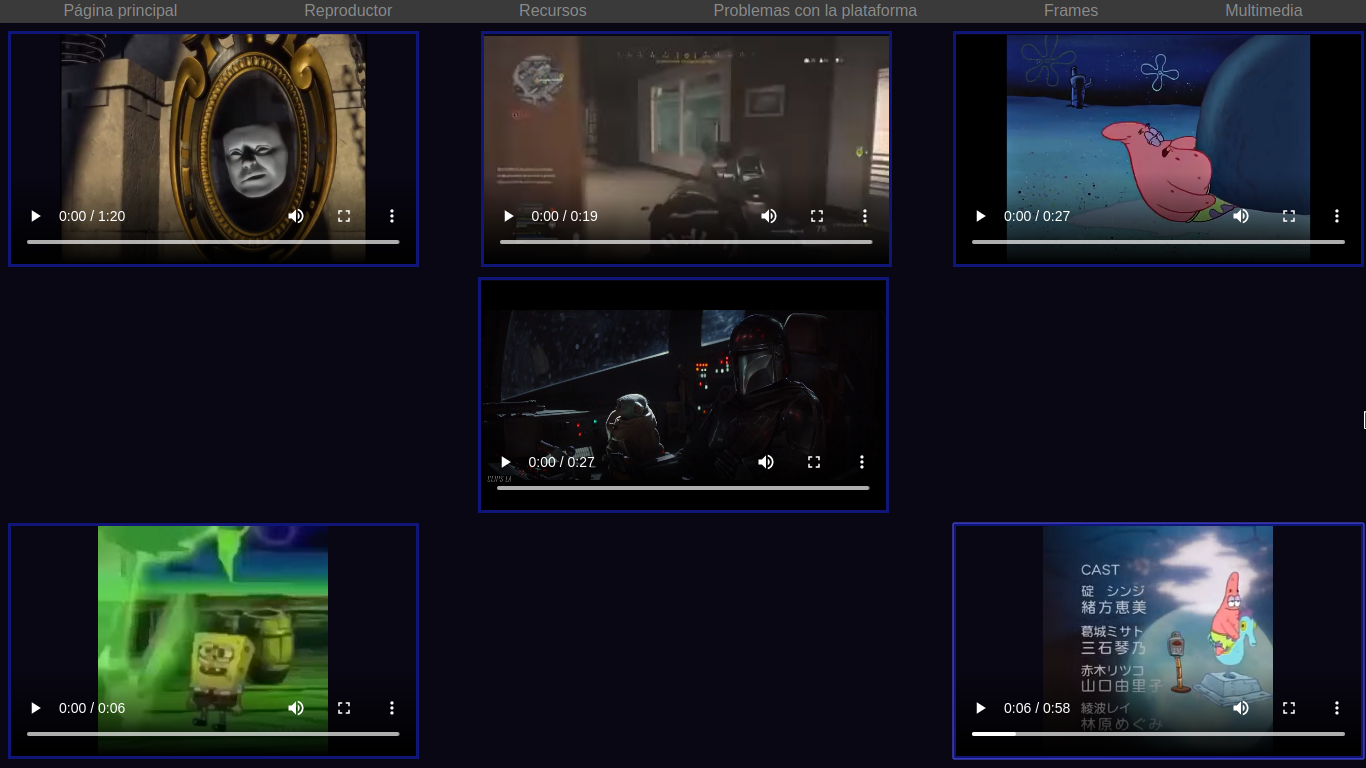 Página principal
Reproductor
Recursos
Problemas con la plataforma
Frames
Multimedia
0:00 / 1:20
0:00 / 0:19
75
0:00 / 0:27
0:00 / 0:27
CLIPS LA
0:00 / 0:06
CAST
碇 シンジ
緒方恵美
葛城ミサト
三石琴乃
赤木リツコ
山口由里子
0:06 / 0:58
綾波レイ
林原めぐみ